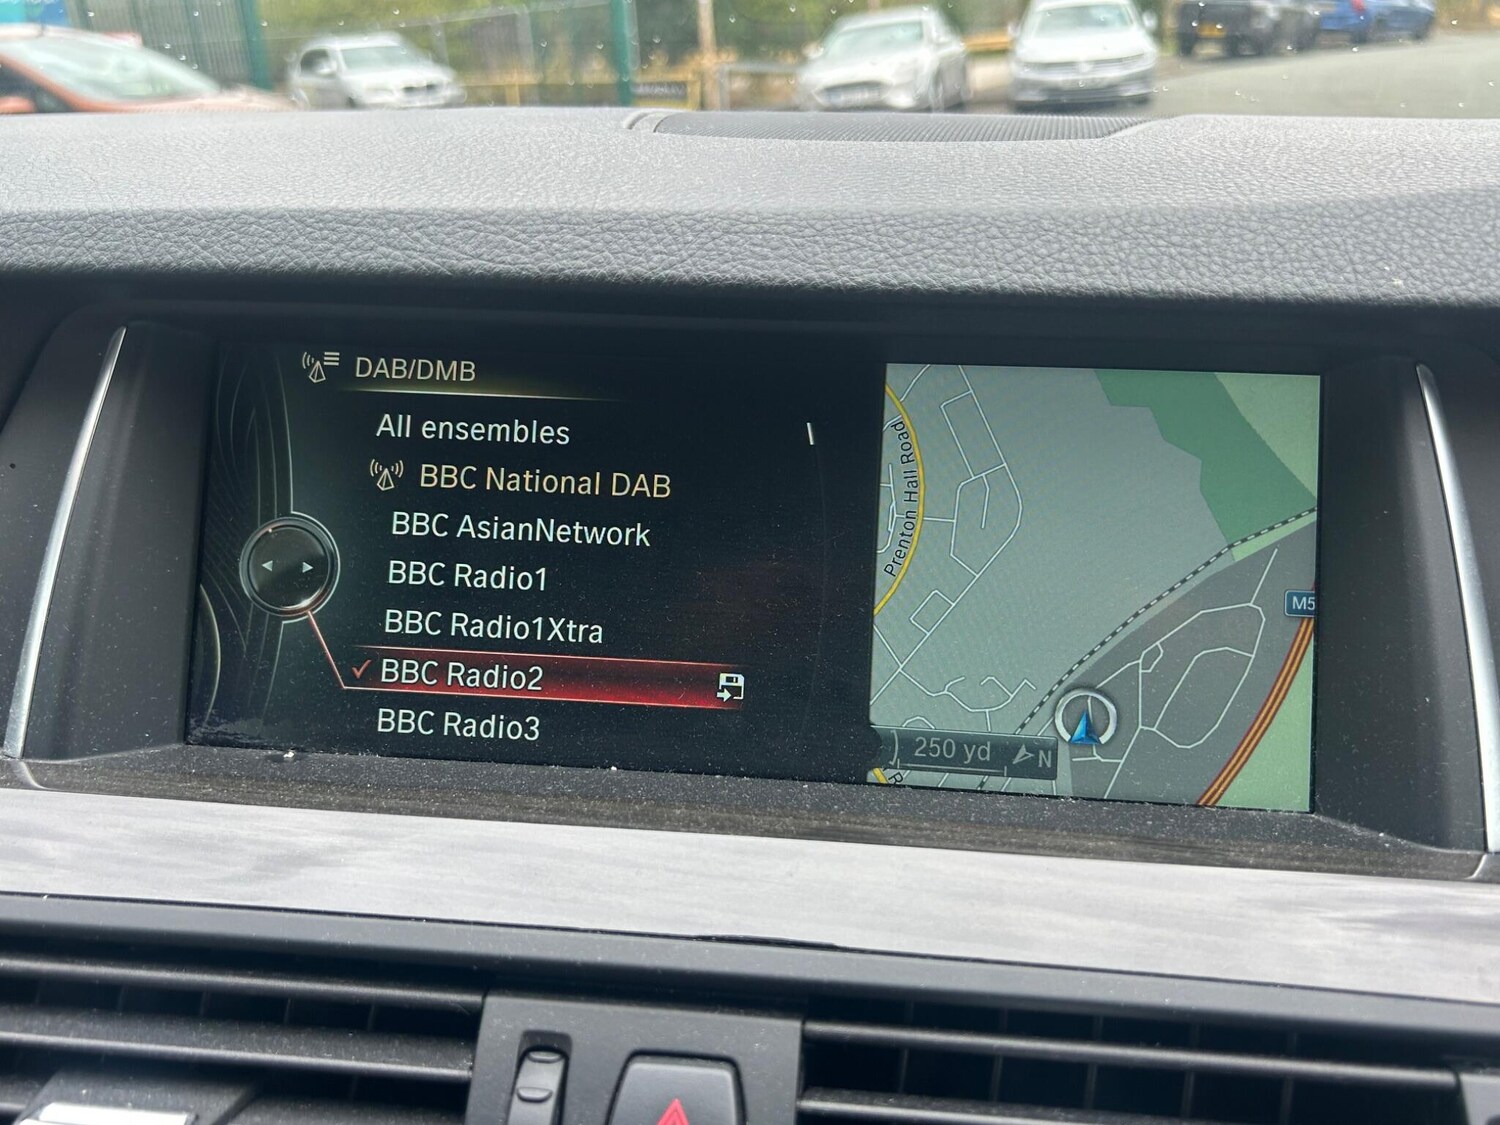 DAB/DMB
All ensembles
BBC National DAB
BBC AsianNetwork
BBC Radio1
BBC Radio1Xtra
BBC Radio2
BBC Radio3
Prenton Hall Road
M5
250 yd
N